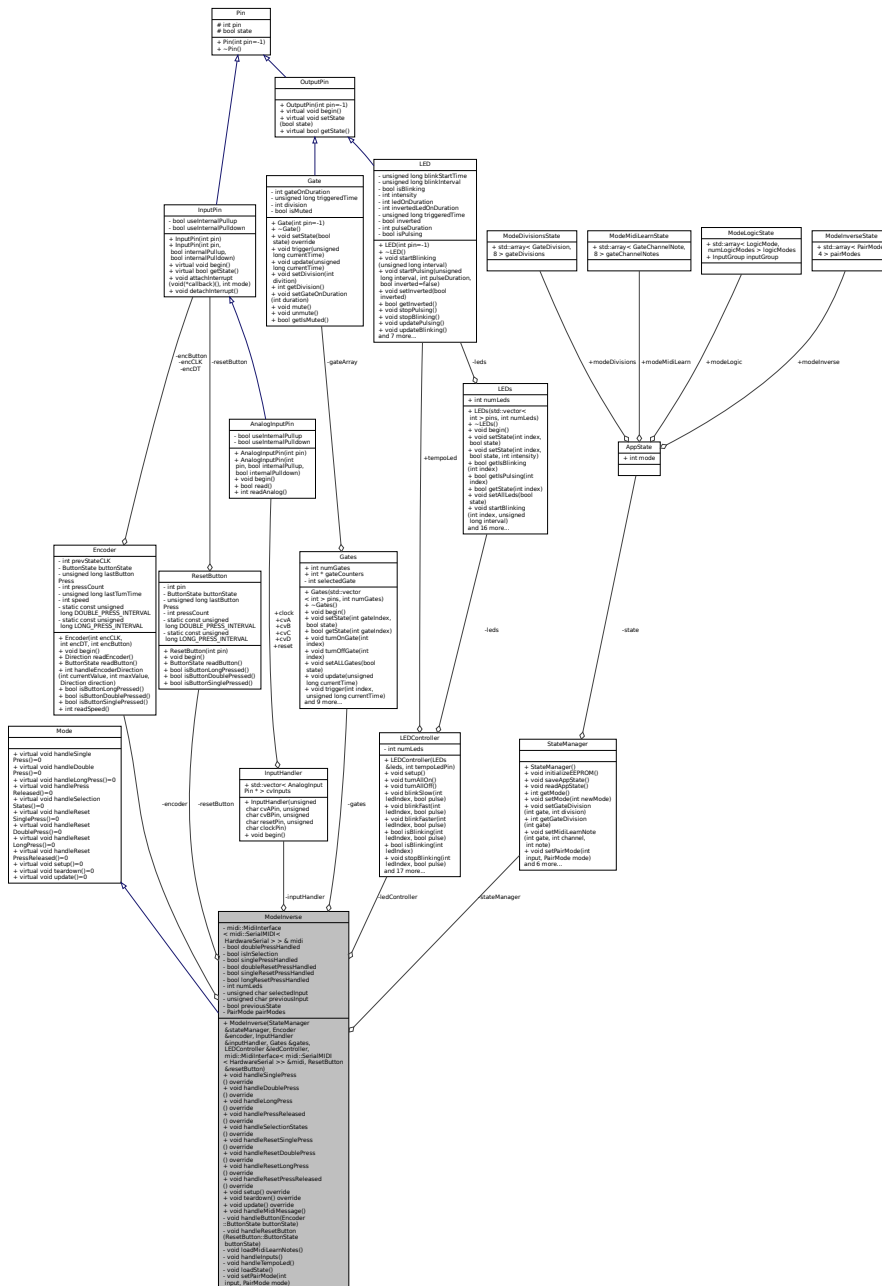 Pin
# int pin
# bool state
+ Pin(int pin=-1)
+ ~Pin()
OutputPin
+ OutputPin(int pin=-1)
+ virtual void begin()
+ virtual void setState
(bool state)
+ virtual bool getState()
InputPin
- bool useInternalPullup
- bool useInternalPulldown
+ InputPin(int pin)
+ InputPin(int pin,
bool internalPullup,
bool internalPulldown)
+ virtual void begin()
+ virtual bool getState()
+ void attachInterrupt
(void(*callback)(), int mode)
+ void detachInterrupt()
Gate
- int gateOnDuration
- unsigned long triggeredTime
- int division
- bool isMuted
+ Gate(int pin=-1)
+ ~Gate()
+ void setState(bool
state) override
+ void trigger(unsigned
long currentTime)
+ void update(unsigned
long currentTime)
+ void setDivision(int
divition)
+ int getDivision()
+ void setGateOnDuration
(int duration)
+ void mute()
+ void unmute()
+ bool getIsMuted()
LED
- unsigned long blinkStartTime
- unsigned long blinkInterval
- bool isBlinking
- int intensity
- int ledOnDuration
- int invertedLedOnDuration
- unsigned long triggeredTime
- bool inverted
- int pulseDuration
- bool isPulsing
+ LED(int pin=-1)
+ ~LED()
+ void startBlinking
(unsigned long interval)
+ void startPulsing(unsigned
long interval, int pulseDuration,
bool inverted=false)
+ void setInverted(bool
inverted)
+ bool getInverted()
+ void stopPulsing()
+ void stopBlinking()
+ void updatePulsing()
+ void updateBlinking()
and 7 more...
ModeDivisionsState
+ std::array< GateDivision,
8 > gateDivisions
ModeMidiLearnState
+ std::array< GateChannelNote,
8 > gateChannelNotes
ModeLogicState
+ std::array< LogicMode,
numLogicModes > logicModes
+ InputGroup inputGroup
ModeInverseState
+ std::array< PairMode,
4 > pairModes
-encButton
-encCLK
-encDT
-resetButton
-gateArray
-leds
+tempoLed
+modeDivisions
+modeMidiLearn
+modeLogic
+modeInverse
AnalogInputPin
- bool useInternalPullup
- bool useInternalPulldown
+ AnalogInputPin(int pin)
+ AnalogInputPin(int
pin, bool internalPullup,
bool internalPulldown)
+ void begin()
+ bool read()
+ int readAnalog()
LEDs
+ int numLeds
+ LEDs(std::vector<
int > pins, int numLeds)
+ ~LEDs()
+ void begin()
+ void setState(int index,
bool state)
+ void setState(int index,
bool state, int intensity)
+ bool getIsBlinking
(int index)
+ bool getIsPulsing(int
index)
+ bool getState(int index)
+ void setAllLeds(bool
state)
+ void startBlinking
(int index, unsigned
long interval)
and 16 more...
AppState
+ int mode
Encoder
- int prevStateCLK
- ButtonState buttonState
- unsigned long lastButton
Press
- int pressCount
- unsigned long lastTurnTime
- int speed
- static const unsigned
long DOUBLE_PRESS_INTERVAL
- static const unsigned
long LONG_PRESS_INTERVAL
+ Encoder(int encCLK,
int encDT, int encButton)
+ void begin()
+ Direction readEncoder()
+ ButtonState readButton()
+ int handleEncoderDirection
(int currentValue, int maxValue,
Direction direction)
+ bool isButtonLongPressed()
+ bool isButtonDoublePressed()
+ bool isButtonSinglePressed()
+ int readSpeed()
ResetButton
- int pin
- ButtonState buttonState
- unsigned long lastButton
Press
- int pressCount
- static const unsigned
long DOUBLE_PRESS_INTERVAL
- static const unsigned
long LONG_PRESS_INTERVAL
+ ResetButton(int pin)
+ void begin()
+ ButtonState readButton()
+ bool isButtonLongPressed()
+ bool isButtonDoublePressed()
+ bool isButtonSinglePressed()
+clock
+cvA
+cvB
+cvC
+cvD
+reset
Gates
+ int numGates
+ int * gateCounters
- int selectedGate
+ Gates(std::vector
< int > pins, int numGates)
+ ~Gates()
+ void begin()
+ void setState(int gateIndex,
bool state)
+ bool getState(int gateIndex)
+ void turnOnGate(int
index)
+ void turnOffGate(int
index)
+ void setALLGates(bool
state)
+ void update(unsigned
long currentTime)
+ void trigger(int index,
unsigned long currentTime)
and 9 more...
-leds
-state
Mode
+ virtual void handleSingle
Press()=0
+ virtual void handleDouble
Press()=0
+ virtual void handleLongPress()=0
+ virtual void handlePress
Released()=0
+ virtual void handleSelection
States()=0
+ virtual void handleReset
SinglePress()=0
+ virtual void handleReset
DoublePress()=0
+ virtual void handleReset
LongPress()=0
+ virtual void handleReset
PressReleased()=0
+ virtual void setup()=0
+ virtual void teardown()=0
+ virtual void update()=0
InputHandler
+ std::vector< AnalogInput
Pin * > cvInputs
+ InputHandler(unsigned
char cvAPin, unsigned
char cvBPin, unsigned
char resetPin, unsigned
char clockPin)
+ void begin()
LEDController
- int numLeds
+ LEDController(LEDs
&leds, int tempoLedPin)
+ void setup()
+ void turnAllOn()
+ void turnAllOff()
+ void blinkSlow(int
ledIndex, bool pulse)
+ void blinkFast(int
ledIndex, bool pulse)
+ void blinkFaster(int
ledIndex, bool pulse)
+ bool isBlinking(int
ledIndex, bool pulse)
+ bool isBlinking(int
ledIndex)
+ void stopBlinking(int
ledIndex, bool pulse)
and 17 more...
StateManager
+ StateManager()
+ void initializeEEPROM()
+ void saveAppState()
+ void readAppState()
+ int getMode()
+ void setMode(int newMode)
+ void setGateDivision
(int gate, int division)
+ int getGateDivision
(int gate)
+ void setMidiLearnNote
(int gate, int channel,
int note)
+ void setPairMode(int
input, PairMode mode)
and 6 more...
-encoder
-resetButton
-gates
-inputHandler
-ledController
-stateManager
ModeInverse
- midi::MidiInterface
< midi::SerialMIDI<
HardwareSerial > > & midi
- bool doublePressHandled
- bool isInSelection
- bool singlePressHandled
- bool doubleResetPressHandled
- bool singleResetPressHandled
- bool longResetPressHandled
- int numLeds
- unsigned char selectedInput
- unsigned char previousInput
- bool previousState
- PairMode pairModes
+ ModeInverse(StateManager
&stateManager, Encoder
&encoder, InputHandler
&inputHandler, Gates &gates,
LEDController &ledController,
midi::MidiInterface< midi::SerialMIDI
< HardwareSerial >> &midi, ResetButton
&resetButton)
+ void handleSinglePress
() override
+ void handleDoublePress
() override
+ void handleLongPress
() override
+ void handlePressReleased
() override
+ void handleSelectionStates
() override
+ void handleResetSinglePress
() override
+ void handleResetDoublePress
() override
+ void handleResetLongPress
() override
+ void handleResetPressReleased
() override
+ void setup() override
+ void teardown() override
+ void update() override
+ void handleMidiMessage()
- void handleButton(Encoder
::ButtonState buttonState)
- void handleResetButton
(ResetButton::ButtonState
buttonState)
- void loadMidiLearnNotes()
- void handleInputs()
- void handleTempoLed()
- void loadState()
- void setPairMode(int
input, PairMode mode)